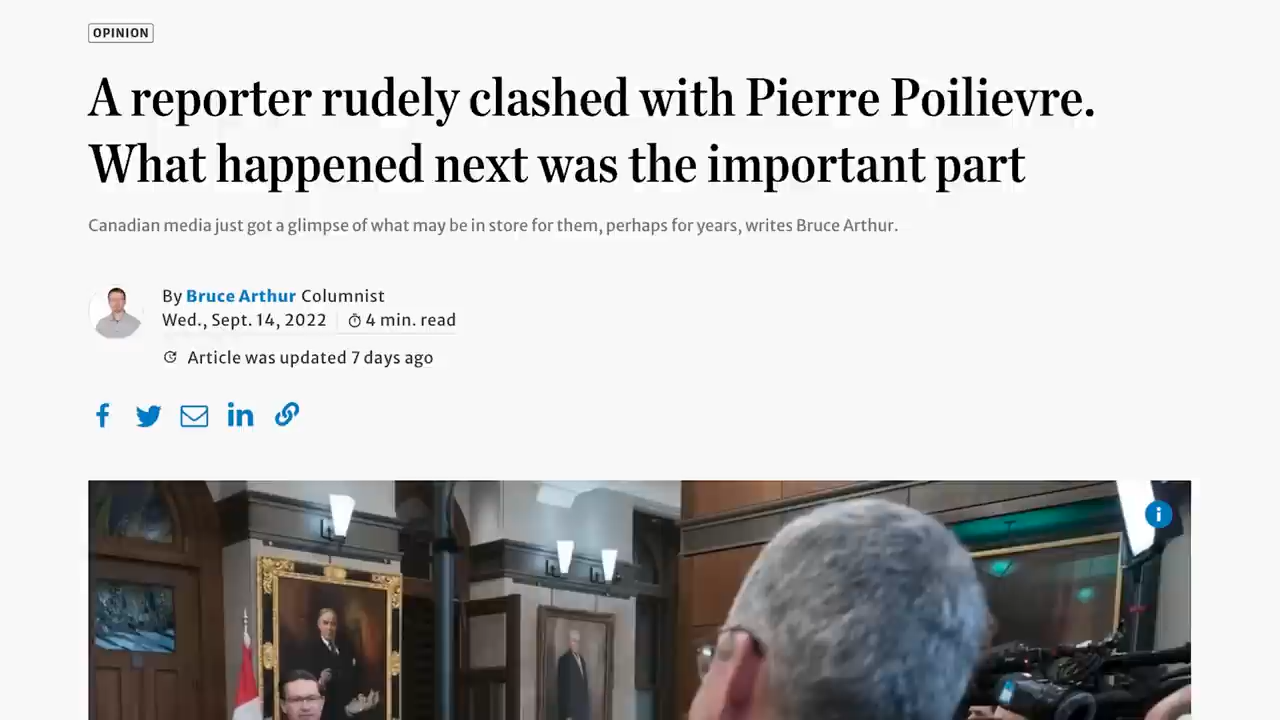 OPINION
A reporter rudely clashed with Pierre Poilievre.
What happened next was the important part
Canadian media just got a glimpse of what may be in store for them, perhaps for years, writes Bruce Arthur.
By Bruce Arthur Columnist
Wed., Sept. 14, 2022 4 min. read
Article was updated 7 days ago